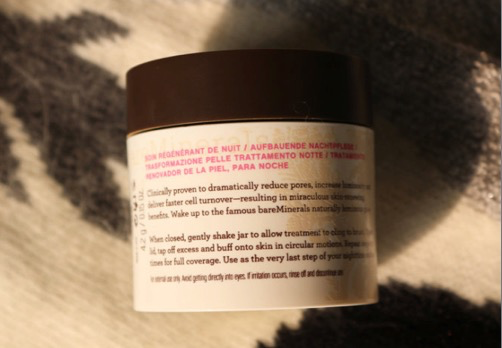 SOIN RÉGÉNÉRANT DE NUIT / AUFBAUENDE NACHTPFLEGE
TRASFORMAZIONE PELLE TRATTAMENTO NOTTE /
RENOVADOR DE LA PIEL, PARA NOCHE
Clinically proven to dramatically reduce pores, increase
deliver faster cell turnover—resulting in miraculous skin
benefits. Wake up to the famous bareMinerals naturally
When closed, gently shake jar to allow treatment to
lid, tap off excess and buff onto skin in circular motions. Repeat
times for full coverage. Use as the very last step of your
For external use only. Avoid getting directly into eyes. If irritation occurs, rinse off and discontinue use.